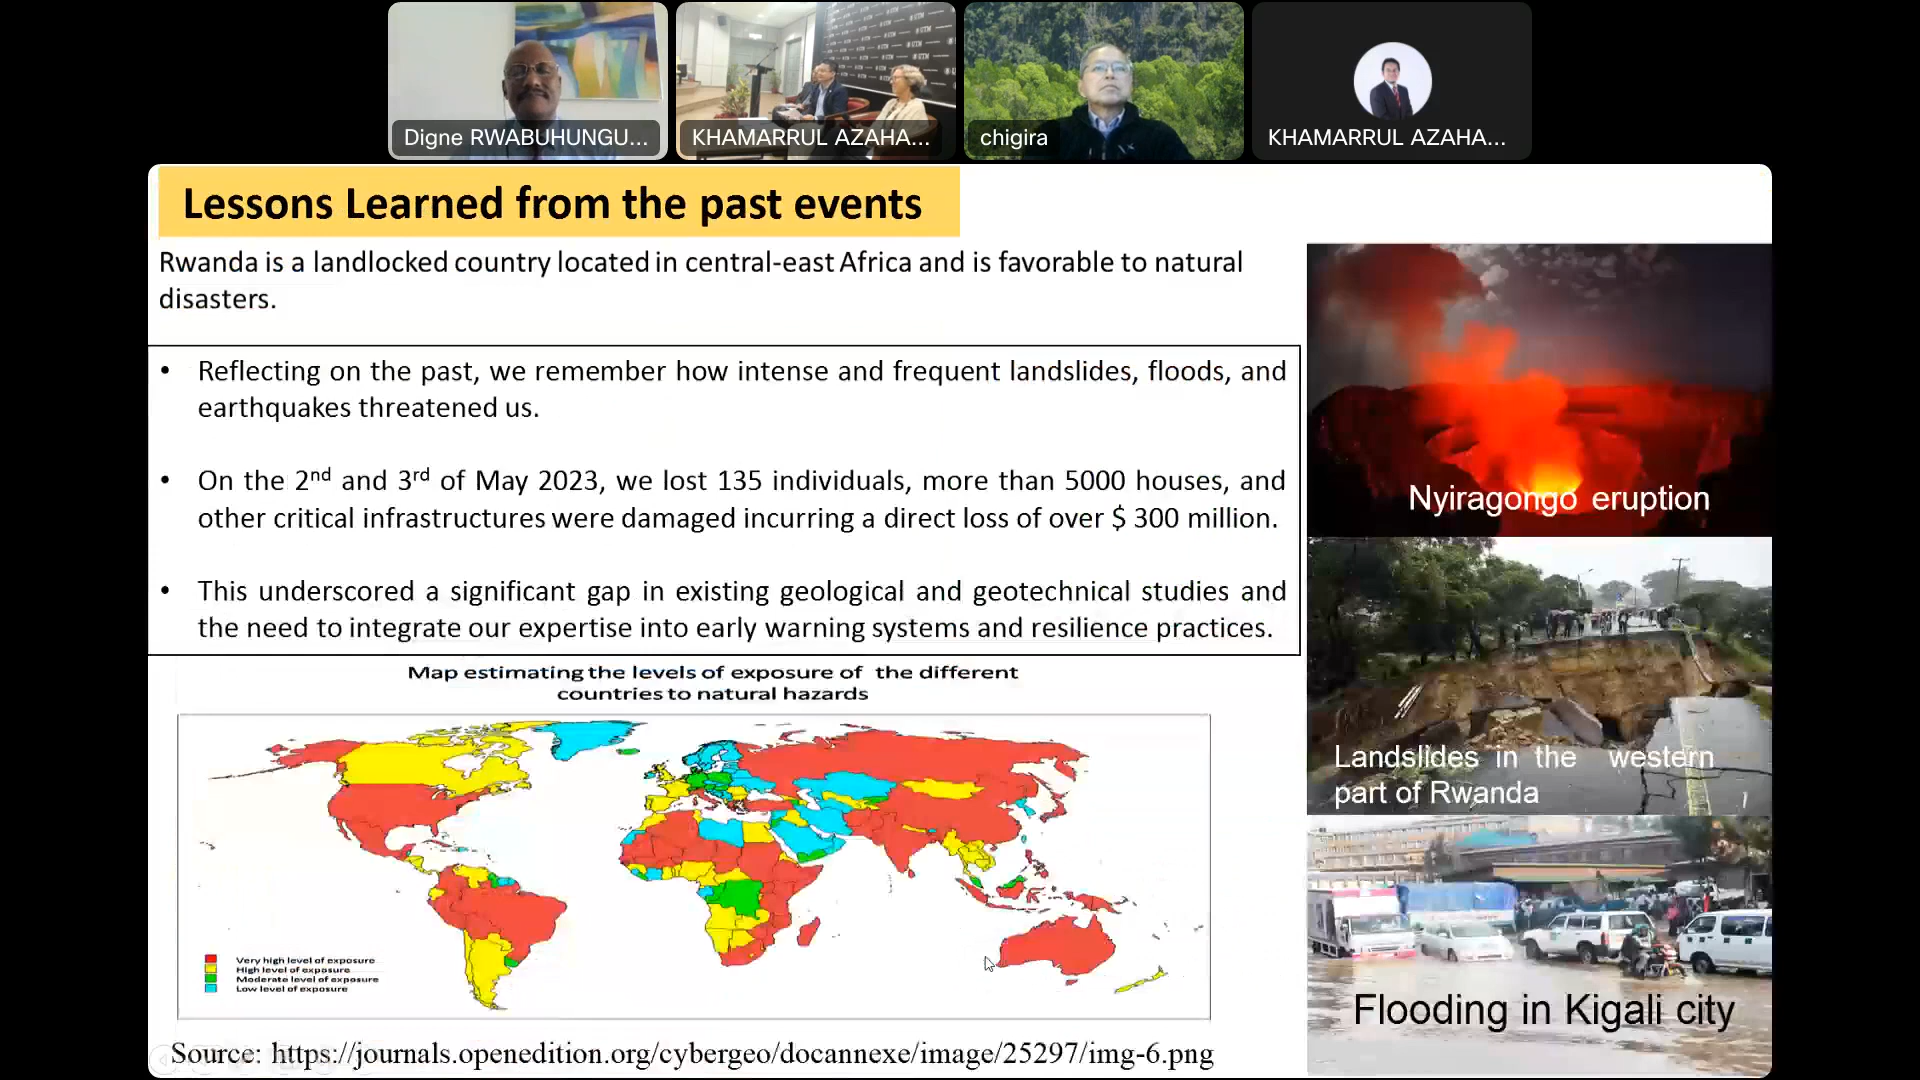 Digne RWABUHUNGU...
KHAMARRUL AZAHA...
chigira
KHAMARRUL AZAHA...
Lessons Learned from the past events
Rwanda is a landlocked country located in central-east Africa and is favorable to natural
disasters.
• Reflecting on the past, we remember how intense and frequent landslides, floods, and
earthquakes threatened us.
• On the 2nd and 3rd of May 2023, we lost 135 individuals, more than 5000 houses, and
other critical infrastructures were damaged incurring a direct loss of over $ 300 million.
• This underscored a significant gap in existing geological and geotechnical studies and
the need to integrate our expertise into early warning systems and resilience practices.
Map estimating the levels of exposure of the different
countries to natural hazards
Very high level of exposure
High level of exposure
Moderate level of exposure
Low level of exposure
Source: https://journals.openedition.org/cybergeo/docannexe/image/25297/img-6.png
Nyiragongo eruption
Landslides in the western
part of Rwanda
Flooding in Kigali city